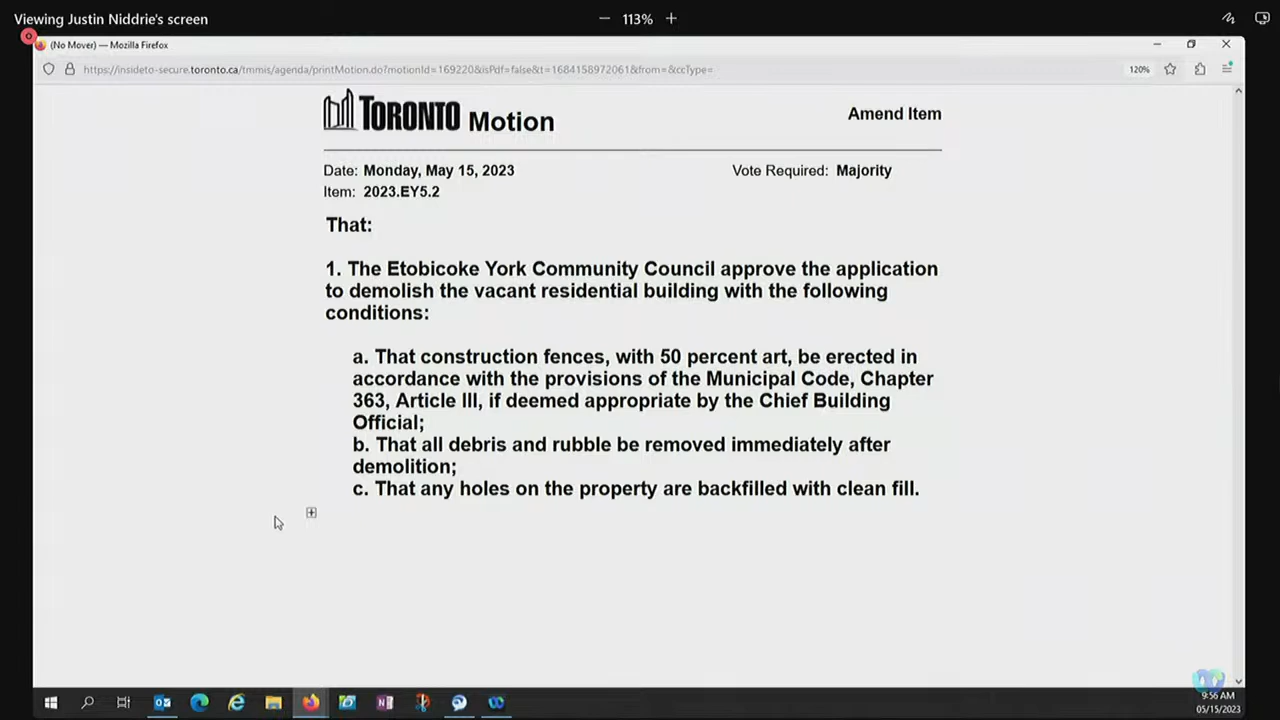 Viewing Justin Niddrie's screen
113%
(No Mover) — Mozilla Firefox
https://insideto-secure.toronto.ca/tmmis/agenda/printMotion.do?motionId=169220&isPdf=false&t=1684158972061&from=&ccType=
120%
TORONTO Motion
Amend Item
Date: Monday, May 15, 2023
Vote Required: Majority
Item: 2023.EY5.2
That:
1. The Etobicoke York Community Council approve the application
to demolish the vacant residential building with the following
conditions:
a. That construction fences, with 50 percent art, be erected in
accordance with the provisions of the Municipal Code, Chapter
363, Article III, if deemed appropriate by the Chief Building
Official;
b. That all debris and rubble be removed immediately after
demolition;
c. That any holes on the property are backfilled with clean fill.
9:56 AM
05/15/2023